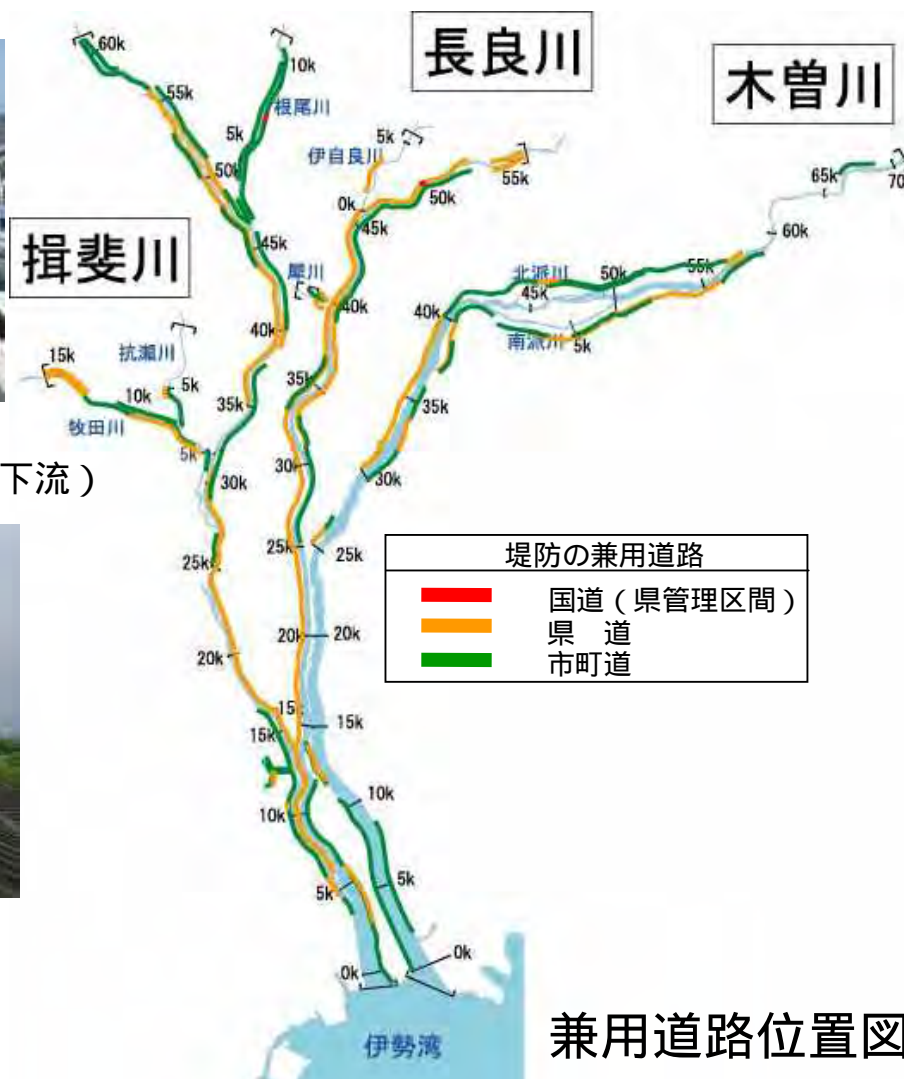 長良川
木曽川
揖斐川
60k
55k
50k
45k
40k
35k
30k
25k
20k
15k
10k
5k
0k
根尾川
10k
5k
伊自良川
5k
0k
55k
50k
45k
40k
35k
30k
25k
20k
15
犀川
70
65k
60k
55k
50k
45k
40k
35k
30k
25k
20k
15k
10k
5k
0k
北派川
南派川
5k
杭瀬川
5k
牧田川
15k
10k
5k
下流）
堤防の兼用道路
国道（県管理区間）
県　道
市町道
伊勢湾
兼用道路位置図